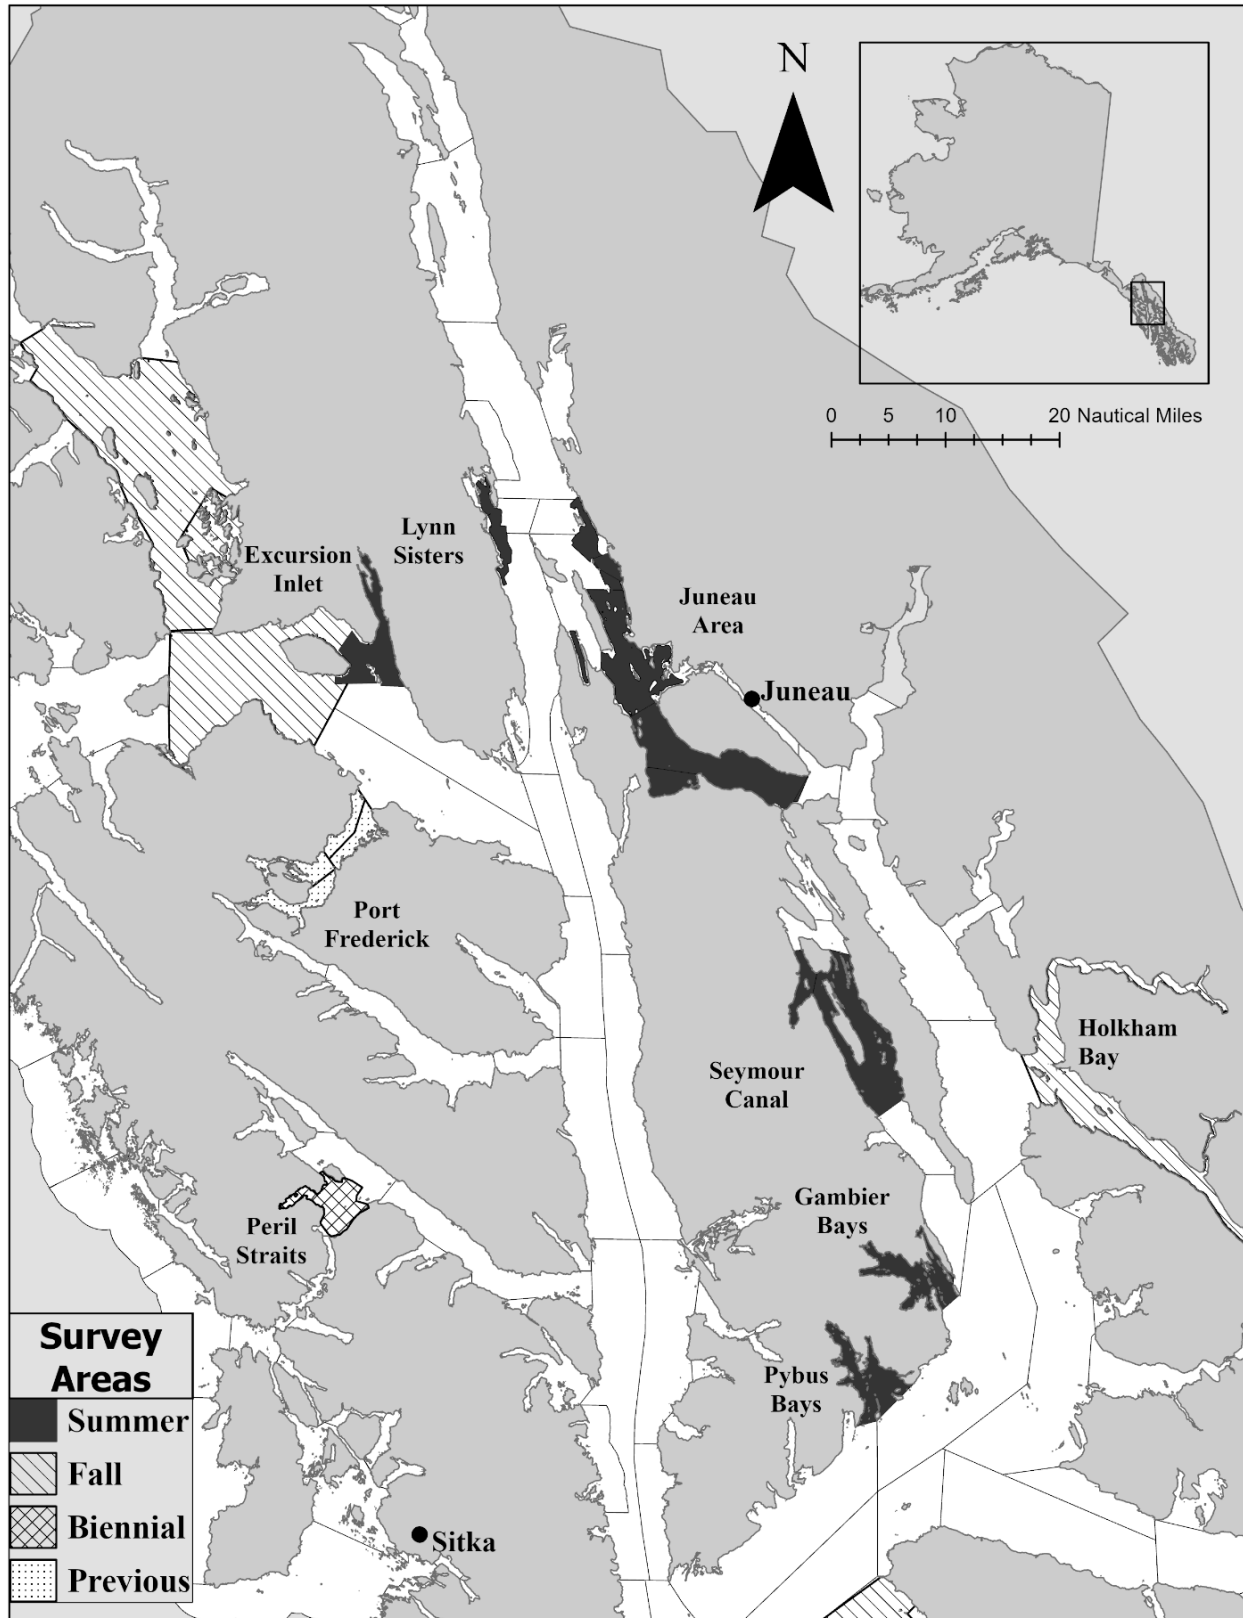 N
0 5 10 20 Nautical Miles
Lynn
Sisters
Excursion
Inlet
Juneau
Area
Juneau
Port
Frederick
Holkham
Bay
Seymour
Canal
Gambier
Bays
Peril
Straits
Pybus
Bays
Survey
Areas
Summer
Fall
Biennial
Previous
Sitka